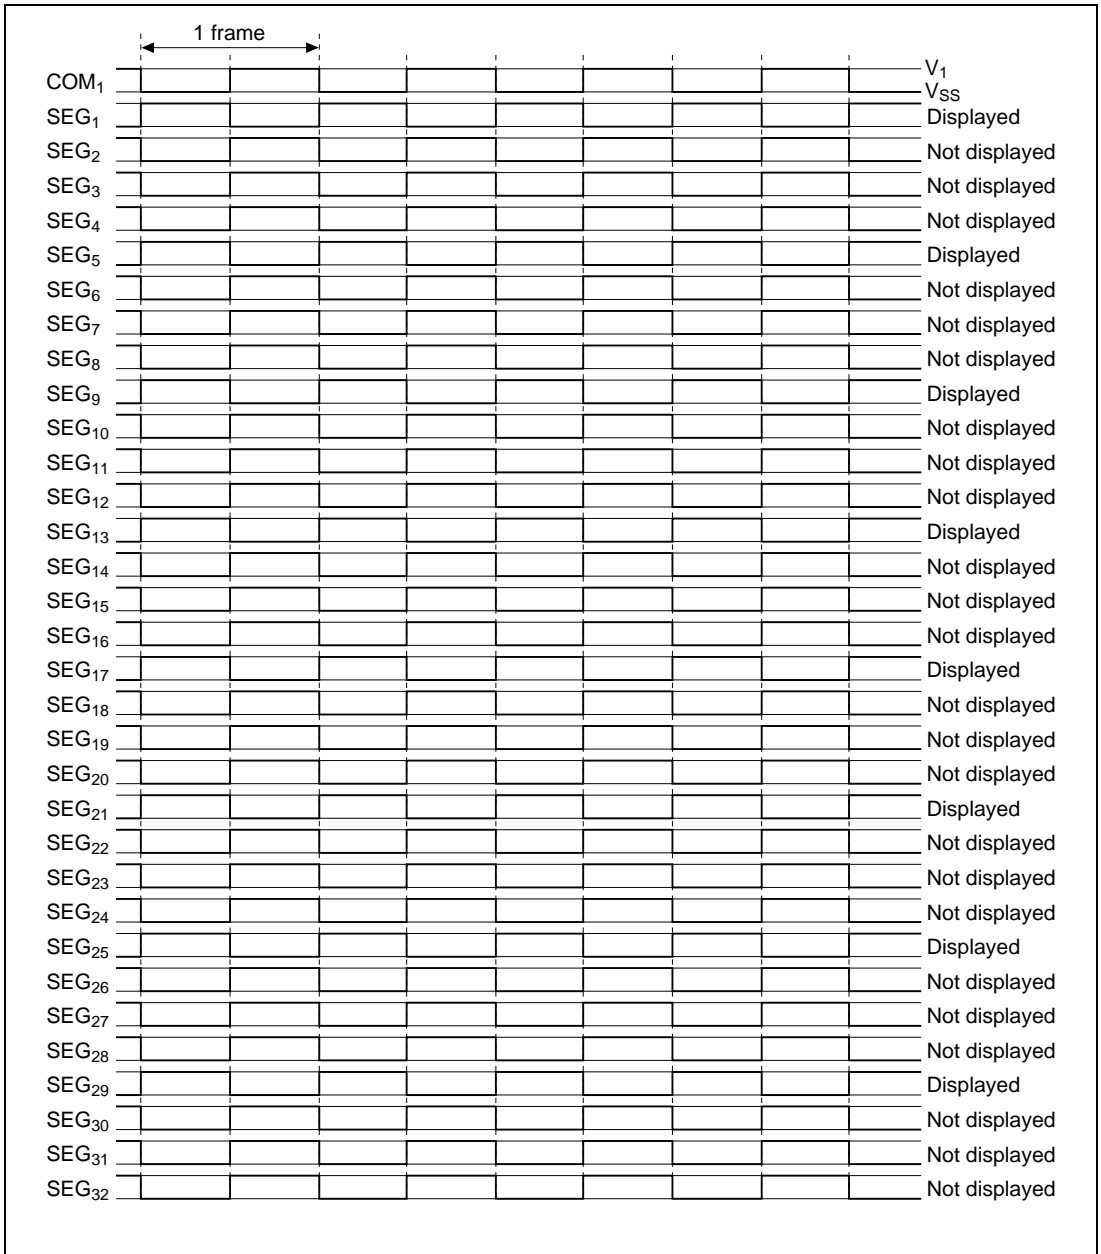 1 frame
COM₁ V₁
V_SS
SEG₁ Displayed
SEG₂ Not displayed
SEG₃ Not displayed
SEG₄ Not displayed
SEG₅ Displayed
SEG₆ Not displayed
SEG₇ Not displayed
SEG₈ Not displayed
SEG₉ Displayed
SEG₁₀ Not displayed
SEG₁₁ Not displayed
SEG₁₂ Not displayed
SEG₁₃ Displayed
SEG₁₄ Not displayed
SEG₁₅ Not displayed
SEG₁₆ Not displayed
SEG₁₇ Displayed
SEG₁₈ Not displayed
SEG₁₉ Not displayed
SEG₂₀ Not displayed
SEG₂₁ Displayed
SEG₂₂ Not displayed
SEG₂₃ Not displayed
SEG₂₄ Not displayed
SEG₂₅ Displayed
SEG₂₆ Not displayed
SEG₂₇ Not displayed
SEG₂₈ Not displayed
SEG₂₉ Displayed
SEG₃₀ Not displayed
SEG₃₁ Not displayed
SEG₃₂ Not displayed